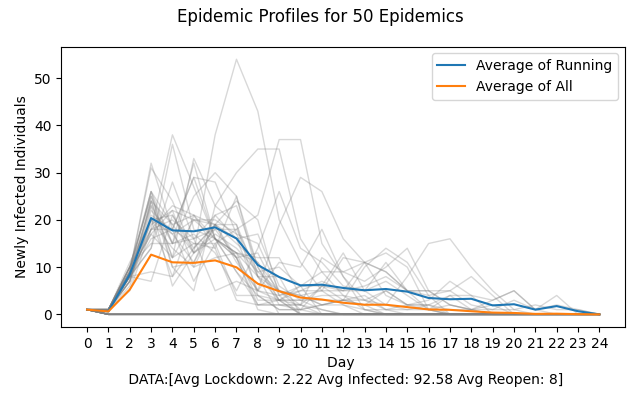 Epidemic Profiles for 50 Epidemics
Average of Running
Average of All
Newly Infected Individuals
50
40
30
20
10
0
0 1 2 3 4 5 6 7 8 9 10 11 12 13 14 15 16 17 18 19 20 21 22 23 24
Day
DATA:[Avg Lockdown: 2.22 Avg Infected: 92.58 Avg Reopen: 8]